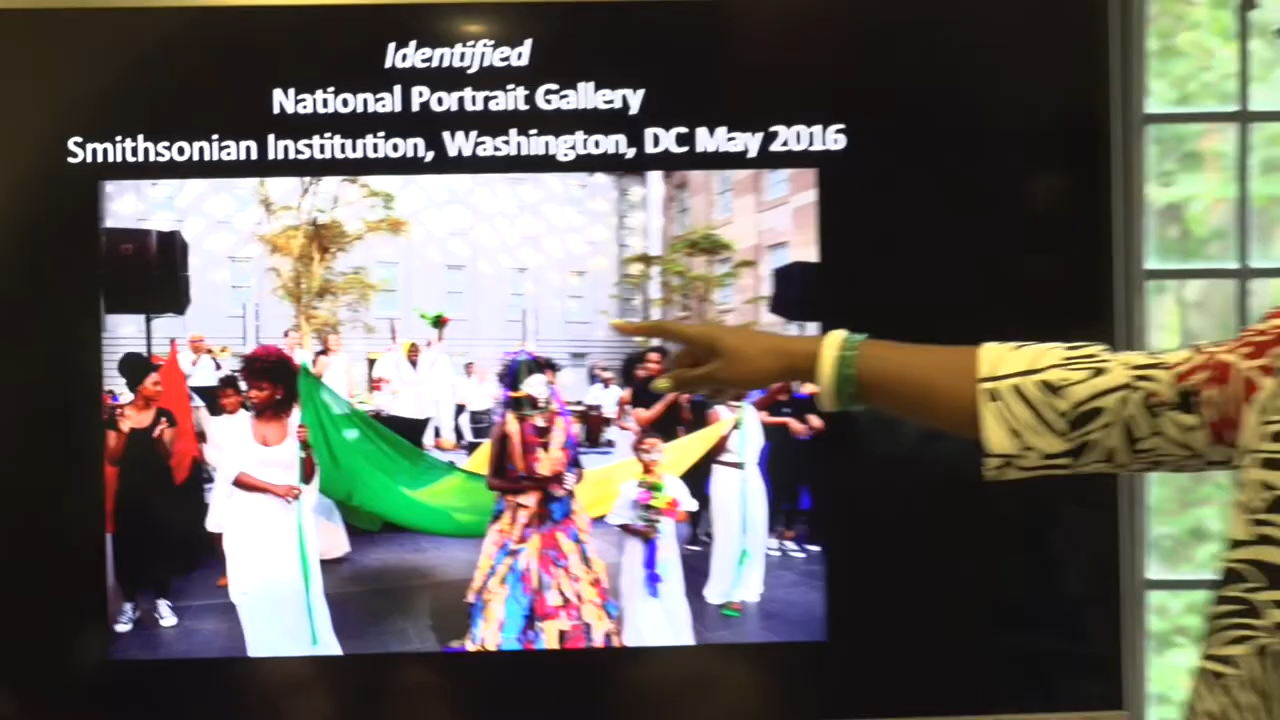 Identified
National Portrait Gallery
Smithsonian Institution, Washington, DC May 2016